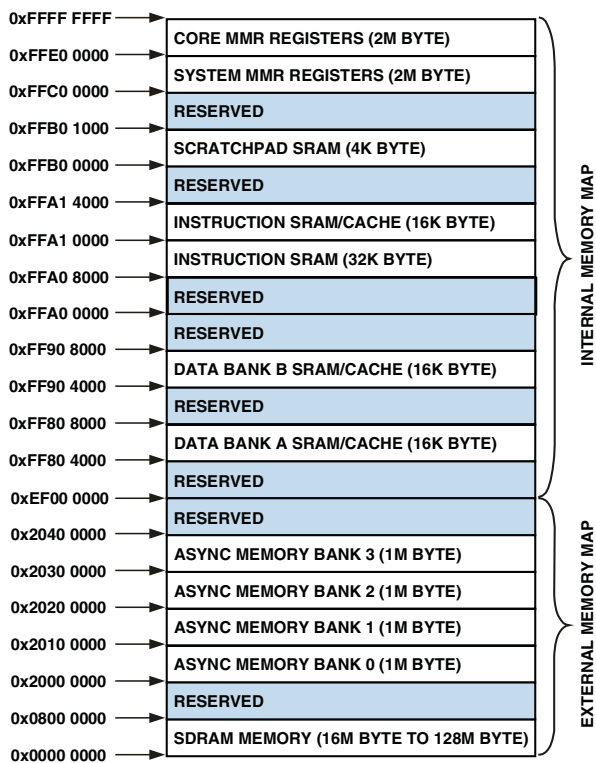 0xFFFF FFFF
CORE MMR REGISTERS (2M BYTE)
0xFFE0 0000
SYSTEM MMR REGISTERS (2M BYTE)
0xFFC0 0000
RESERVED
0xFFB0 1000
SCRATCHPAD SRAM (4K BYTE)
0xFFB0 0000
RESERVED
0xFFA1 4000
INSTRUCTION SRAM/CACHE (16K BYTE)
0xFFA1 0000
INSTRUCTION SRAM (32K BYTE)
0xFFA0 8000
RESERVED
0xFFA0 0000
RESERVED
0xFF90 8000
DATA BANK B SRAM/CACHE (16K BYTE)
0xFF90 4000
RESERVED
0xFF80 8000
DATA BANK A SRAM/CACHE (16K BYTE)
0xFF80 4000
RESERVED
0xEF00 0000
RESERVED
0x2040 0000
ASYNC MEMORY BANK 3 (1M BYTE)
0x2030 0000
ASYNC MEMORY BANK 2 (1M BYTE)
0x2020 0000
ASYNC MEMORY BANK 1 (1M BYTE)
0x2010 0000
ASYNC MEMORY BANK 0 (1M BYTE)
0x2000 0000
RESERVED
0x0800 0000
SDRAM MEMORY (16M BYTE TO 128M BYTE)
0x0000 0000
INTERNAL MEMORY MAP
EXTERNAL MEMORY MAP